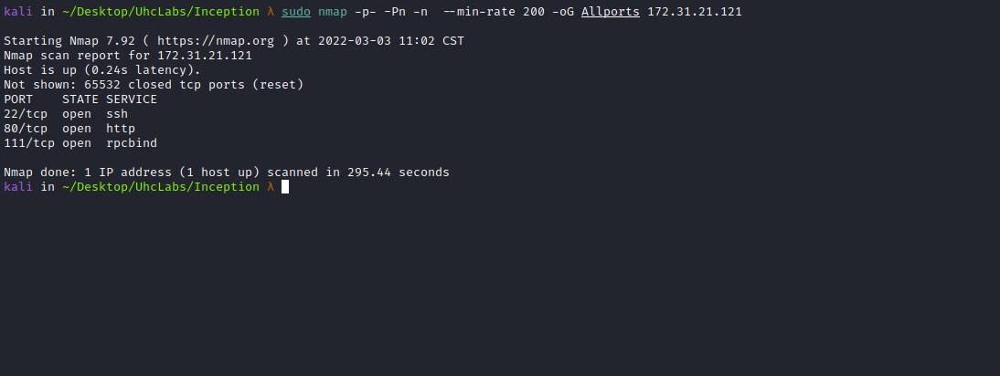 kali in ~/Desktop/UhcLabs/Inception λ sudo nmap -p- -Pn -n  --min-rate 200 -oG Allports 172.31.21.121
Starting Nmap 7.92 ( https://nmap.org ) at 2022-03-03 11:02 CST
Nmap scan report for 172.31.21.121
Host is up (0.24s latency).
Not shown: 65532 closed tcp ports (reset)
PORT    STATE SERVICE
22/tcp  open  ssh
80/tcp  open  http
111/tcp open  rpcbind
Nmap done: 1 IP address (1 host up) scanned in 295.44 seconds
kali in ~/Desktop/UhcLabs/Inception λ